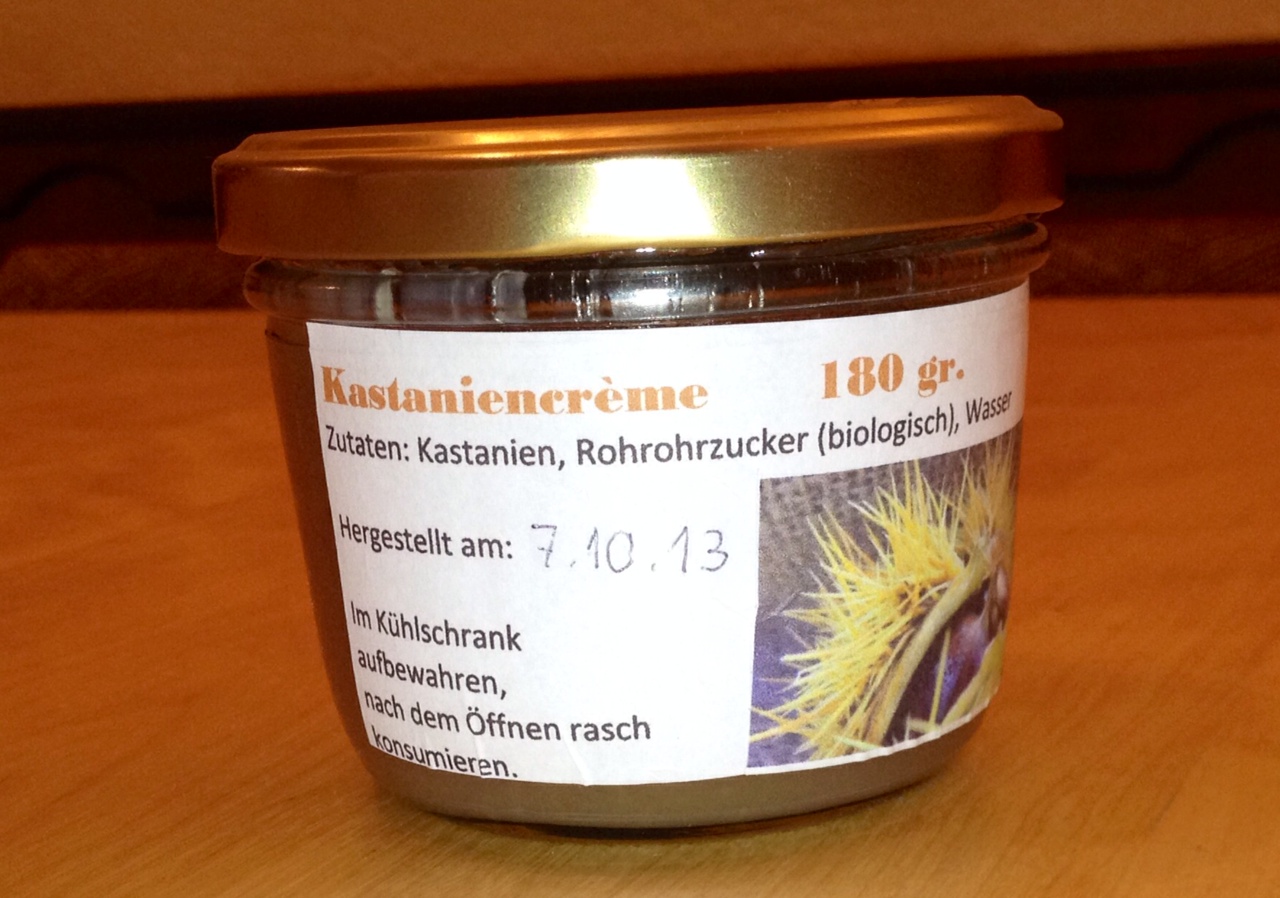 Kastaniencrème 180 gr.
Zutaten: Kastanien, Rohrohrzucker (biologisch), Wasser
Hergestellt am: 7.10.13
Im Kühlschrank
aufbewahren,
nach dem Öffnen rasch
konsumieren.